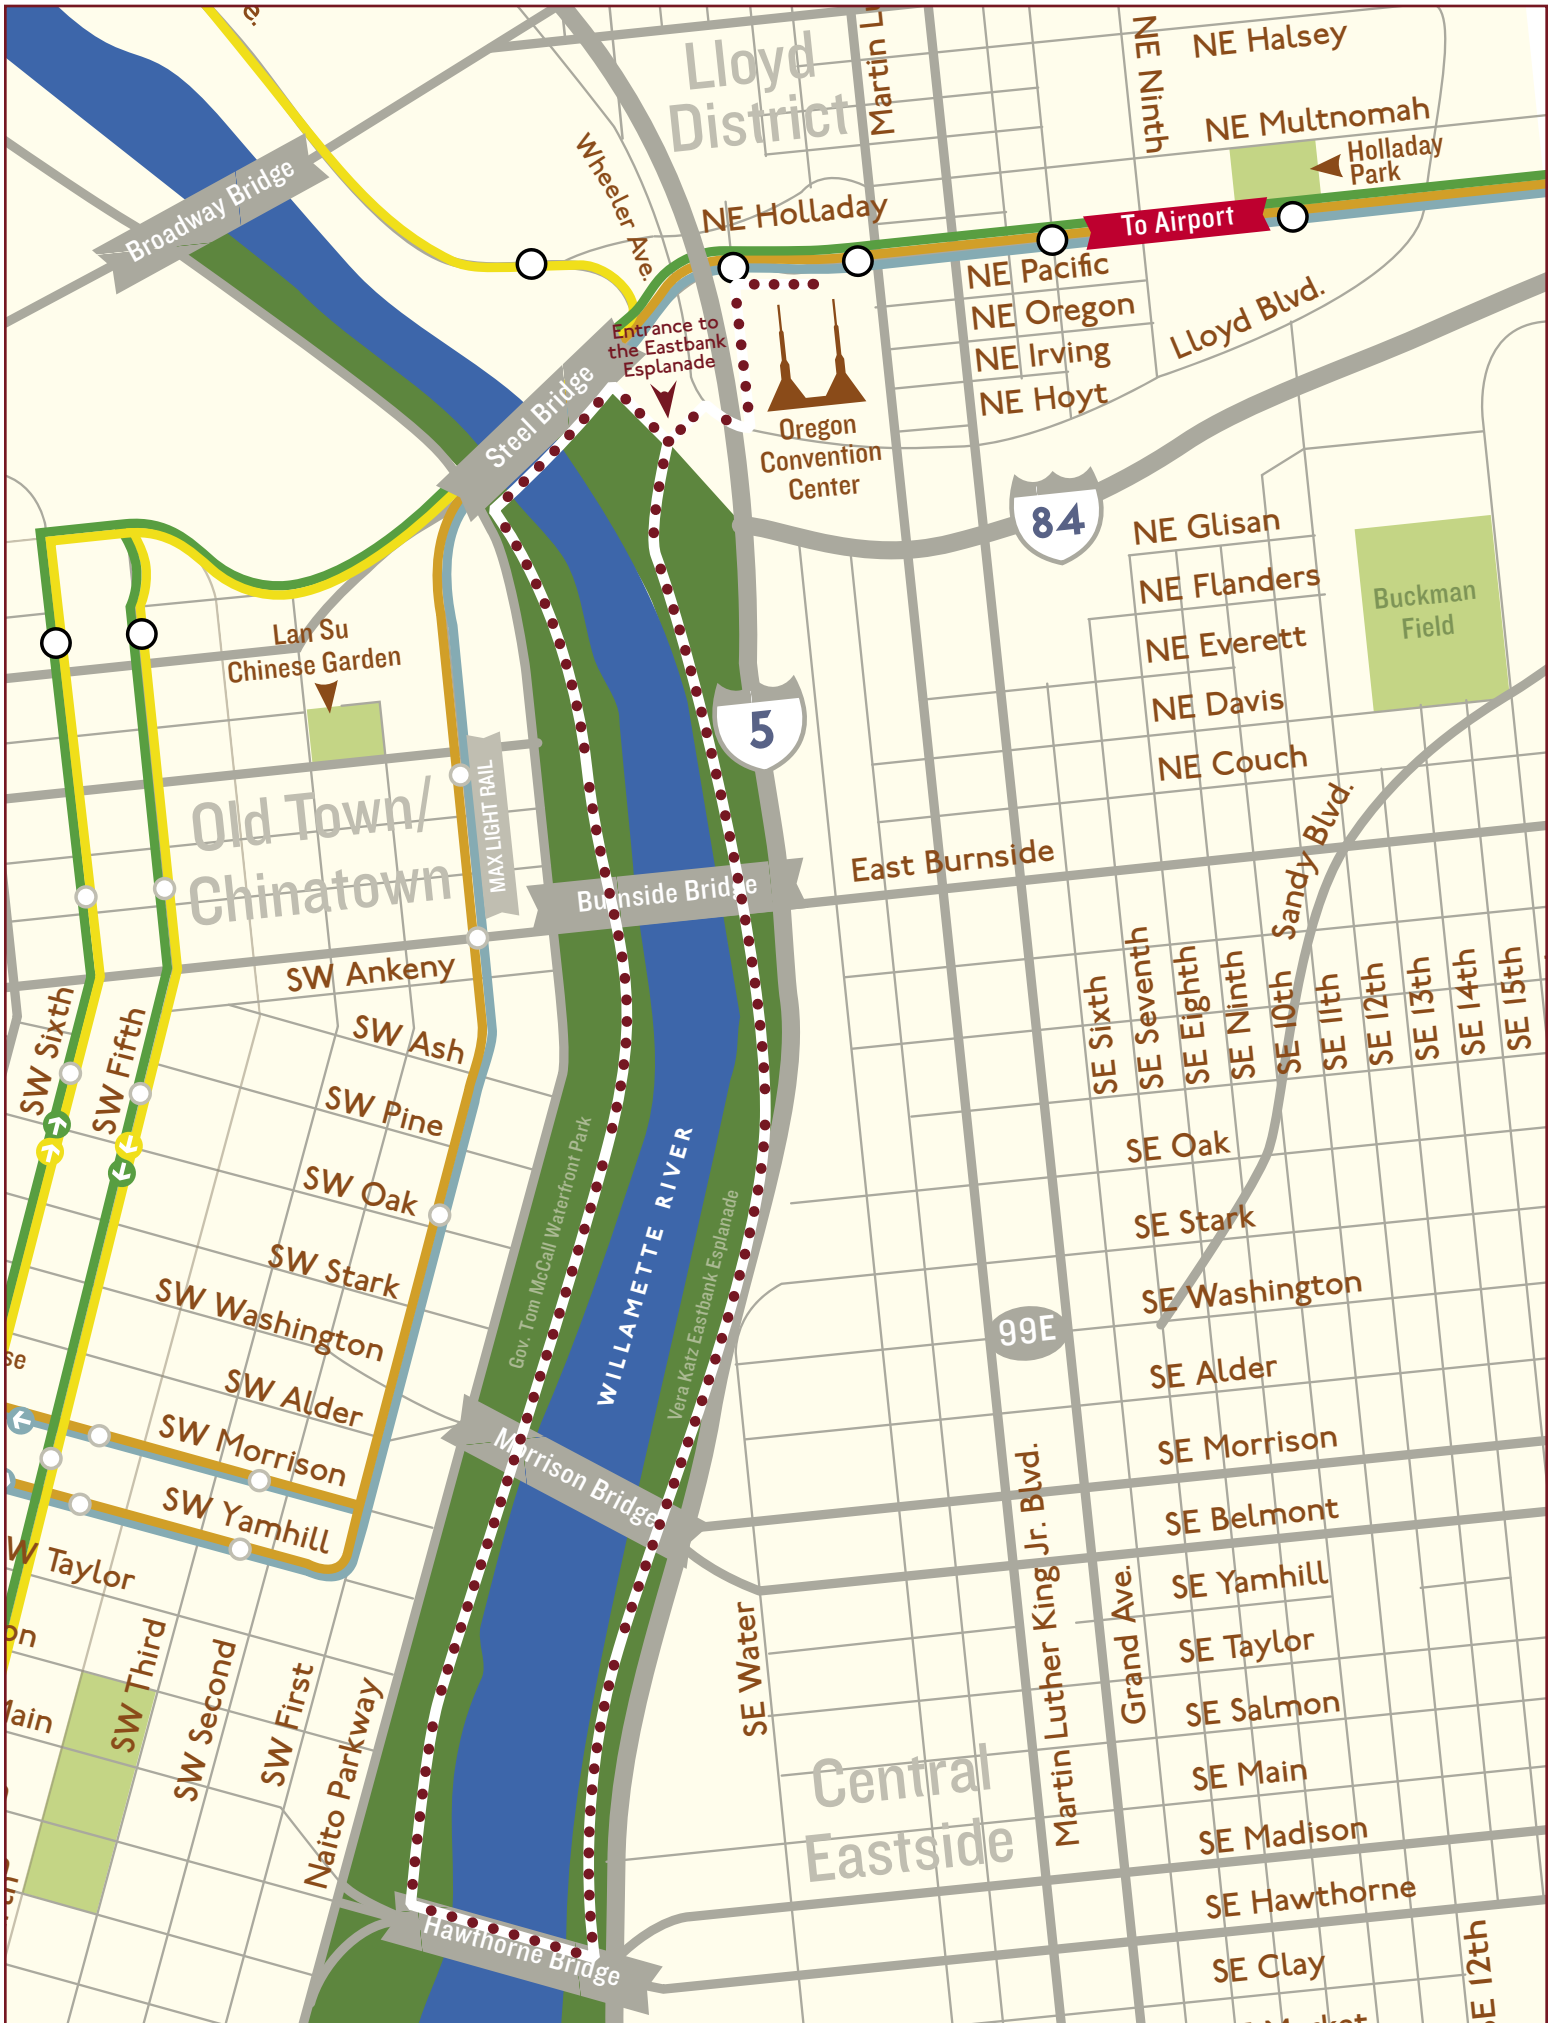 Lloyd
District
Martin L
NE Ninth
NE Halsey
NE Multnomah
Holladay
Park
Wheeler Ave.
NE Holladay
To Airport
Broadway Bridge
NE Pacific
NE Oregon
NE Irving
NE Hoyt
Lloyd Blvd.
Entrance to
the Eastbank
Esplanade
Steel Bridge
Oregon
Convention
Center
84
NE Glisan
NE Flanders
NE Everett
NE Davis
NE Couch
Buckman
Field
Lan Su
Chinese Garden
5
MAX LIGHT RAIL
Old Town/
Chinatown
Burnside Bridge
East Burnside
Sandy Blvd.
SW Ankeny
SW Ash
SW Pine
SW Oak
SW Stark
SW Washington
SW Alder
SW Morrison
SW Yamhill
SW Sixth
SW Fifth
SE Sixth
SE Seventh
SE Eighth
SE Ninth
SE 10th
SE 11th
SE 12th
SE 13th
SE 14th
SE 15th
SE Oak
SE Stark
SE Washington
SE Alder
SE Morrison
SE Belmont
SE Yamhill
SE Taylor
SE Salmon
SE Main
SE Madison
SE Hawthorne
SE Clay
99E
Gov. Tom McCall Waterfront Park
WILLAMETTE RIVER
Vera Katz Eastbank Esplanade
Morrison Bridge
se
W Taylor
on
ain
SW Third
SW Second
SW First
Naito Parkway
SE Water
Martin Luther King Jr. Blvd.
Grand Ave.
Central
Eastside
Hawthorne Bridge
E 12th